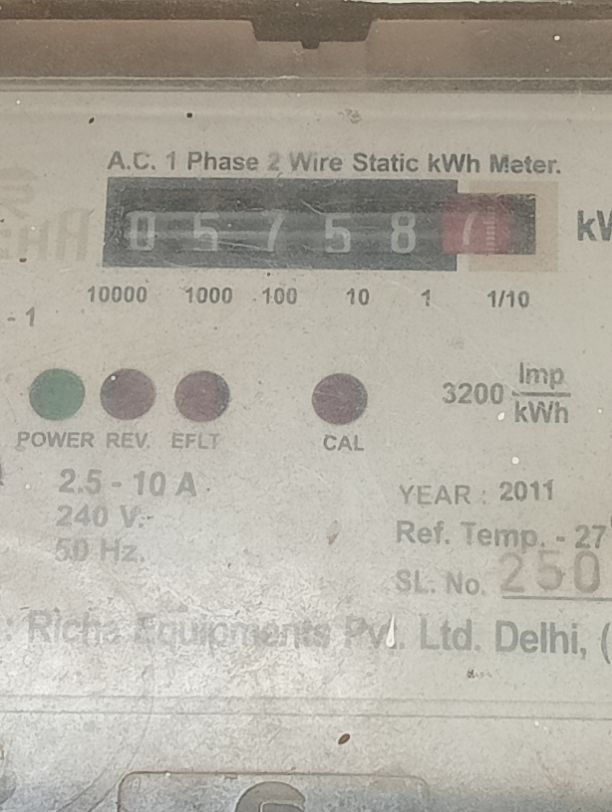 A.C. 1 Phase 2 Wire Static kWh Meter.
0 5 7 5 8 7
10000 1000 100 10 1 1/10
- 1
3200 Imp/kWh
POWER REV. EFLT CAL
2.5 - 10 A
240 V.
50 Hz.
YEAR : 2011
Ref. Temp. - 27
SL. No. 250
: Richa Equipments Pvt. Ltd. Delhi, (